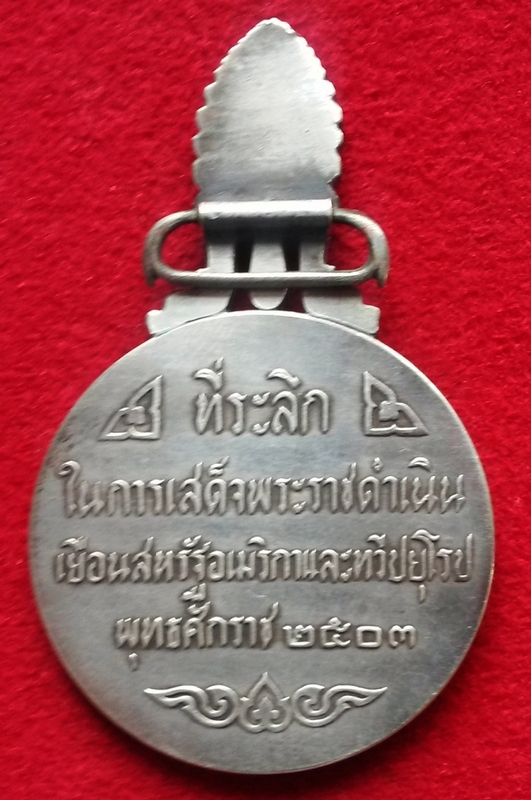 ที่ระลึก
ในการเสด็จพระราชดำเนิน
เยือนสหรัฐอเมริกาและทวีปยุโรป
พุทธศักราช ๒๕๐๓